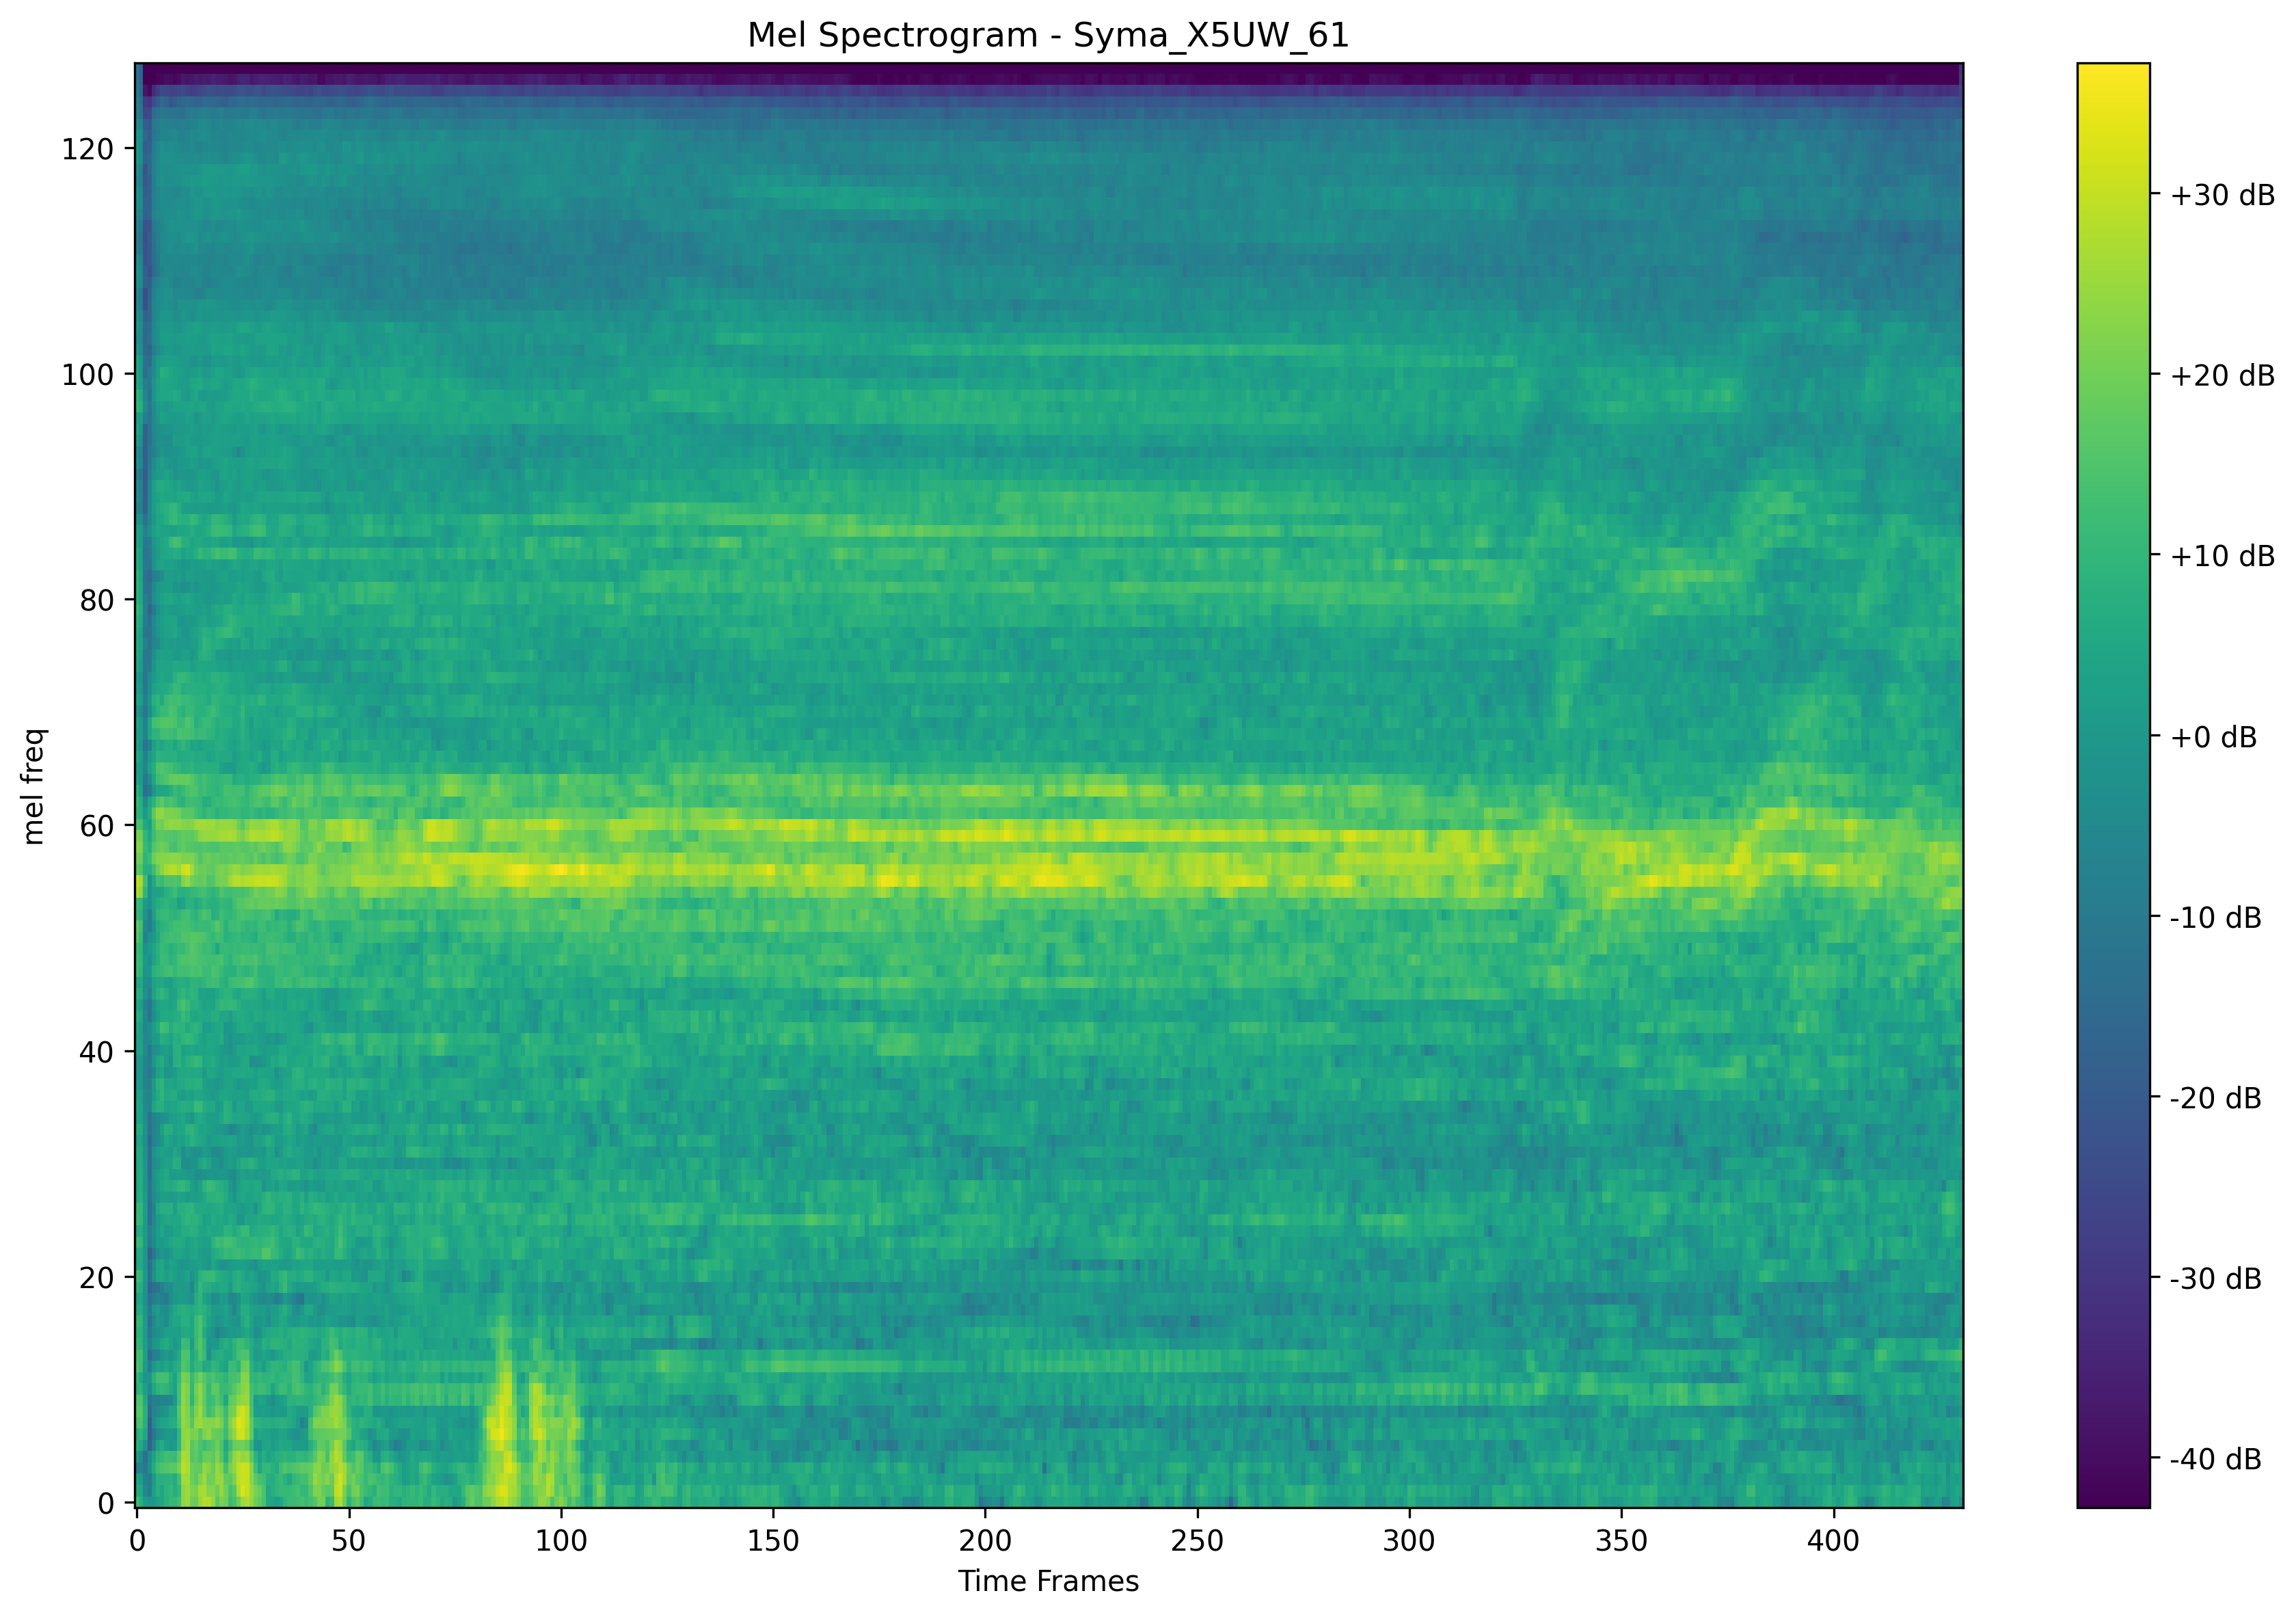 Mel Spectrogram - Syma_X5UW_61
mel freq
120
100
80
60
40
20
0
0 50 100 150 200 250 300 350 400
Time Frames
+30 dB
+20 dB
+10 dB
+0 dB
-10 dB
-20 dB
-30 dB
-40 dB